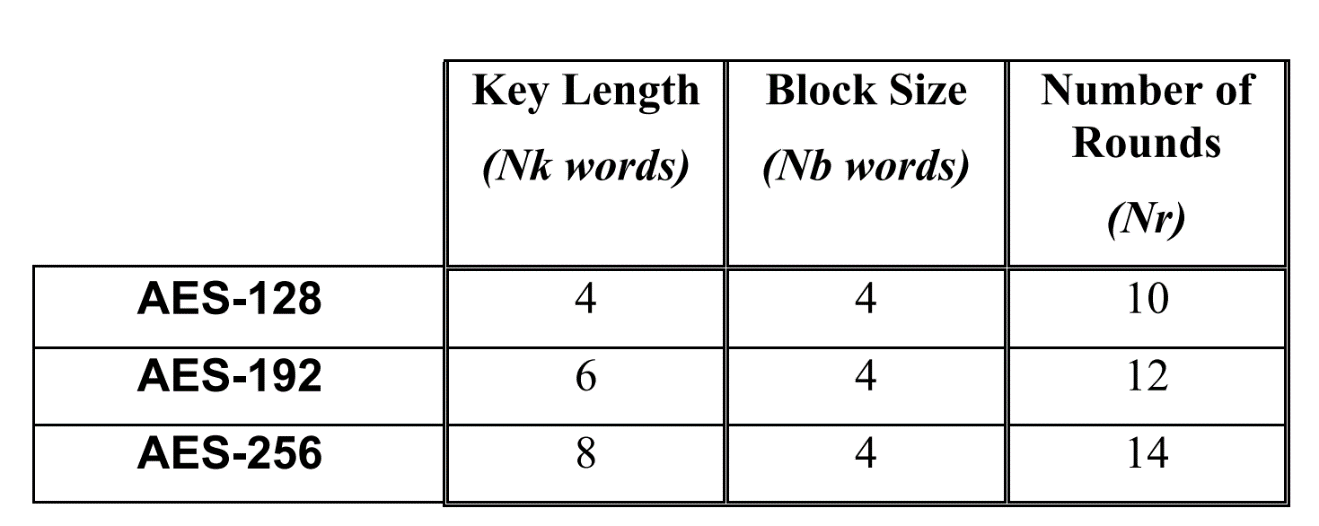 Key Length Block Size Number of
Rounds
(Nk words) (Nb words)
(Nr)
AES-128 4 4 10
AES-192 6 4 12
AES-256 8 4 14